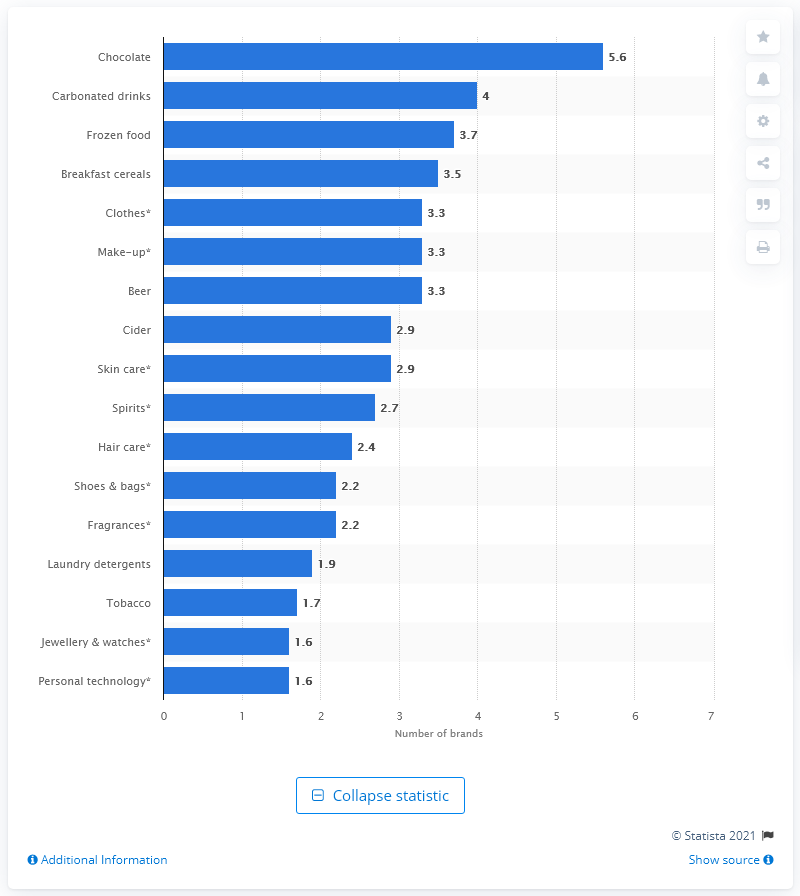 Chocolate 5.6
Carbonated drinks 4
Frozen food 3.7
Breakfast cereals 3.5
Clothes* 3.3
Make-up* 3.3
Beer 3.3
Cider 2.9
Skin care* 2.9
Spirits* 2.7
Hair care* 2.4
Shoes & bags* 2.2
Fragrances* 2.2
Laundry detergents 1.9
Tobacco 1.7
Jewellery & watches* 1.6
Personal technology* 1.6
0 1 2 3 4 5 6 7
Number of brands
Collapse statistic
© Statista 2021
Additional Information
Show source